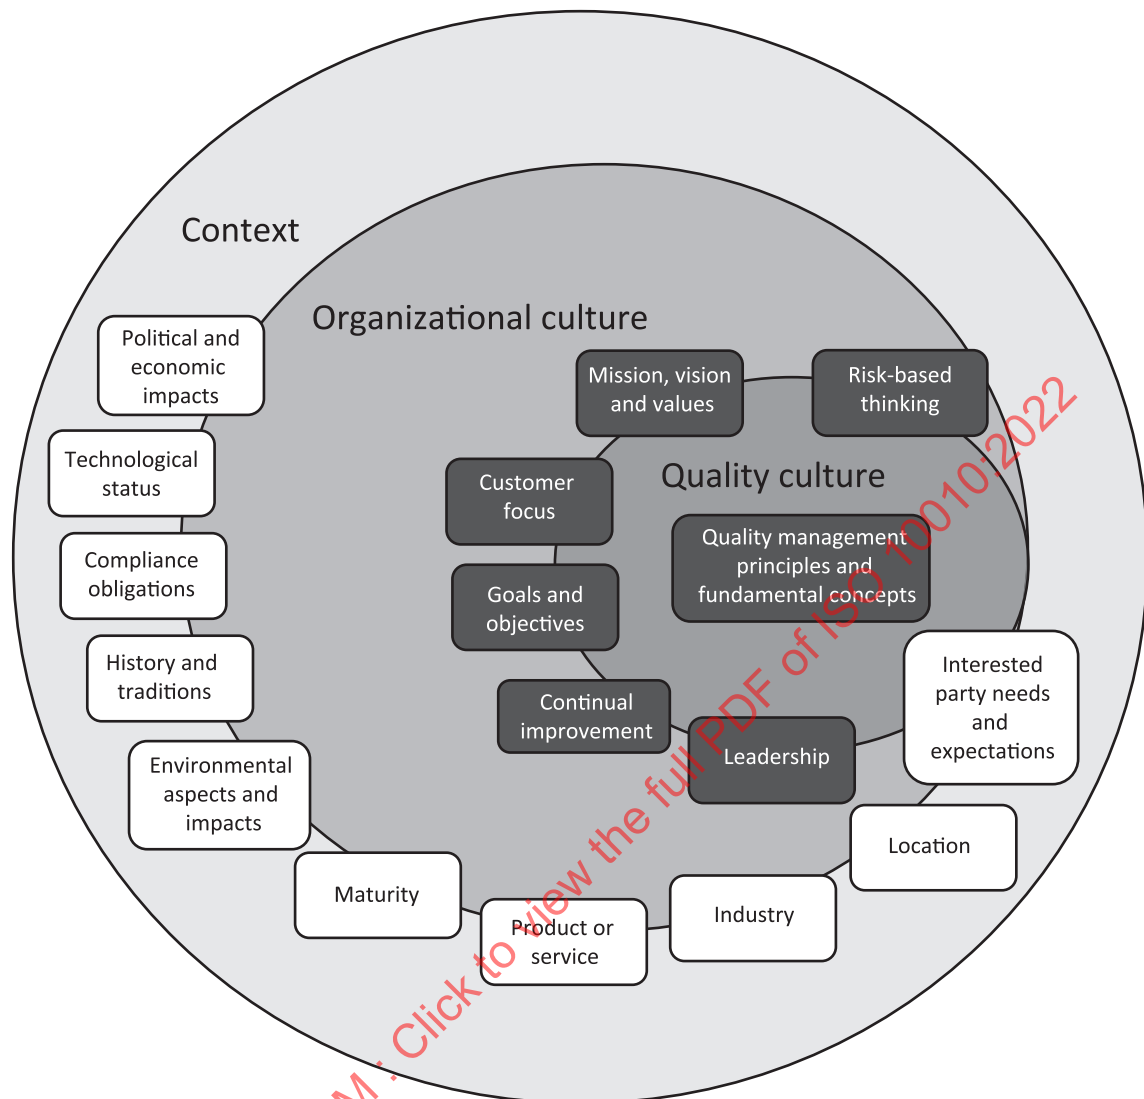 Context
Organizational culture
Political and
economic
impacts
Technological
status
Compliance
obligations
History and
traditions
Environmental
aspects and
impacts
Maturity
Product or
service
Industry
Location
Interested
party needs
and
expectations
Mission, vision
and values
Risk-based
thinking
Quality culture
Customer
focus
Quality management
principles and
fundamental concepts
Goals and
objectives
Continual
improvement
Leadership
M : Click to view the full PDF of ISO 10010:2022